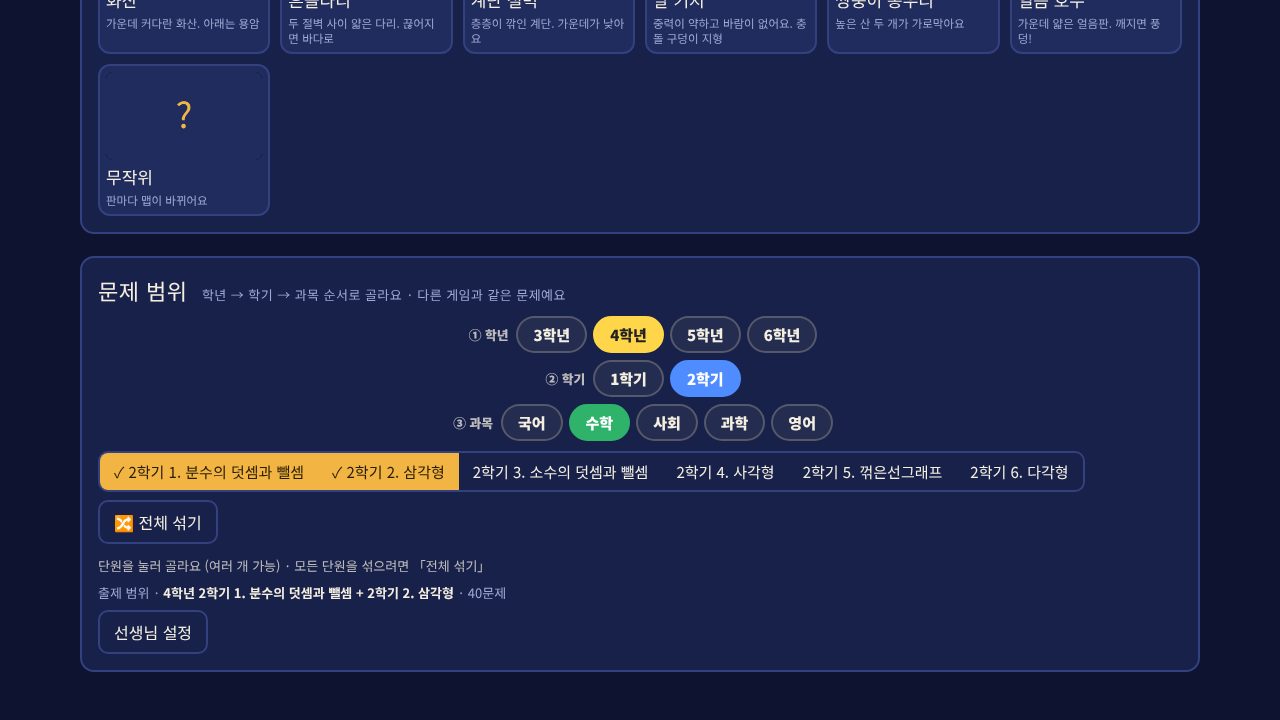 가운데 커다란 화산. 아래는 용암
두 절벽 사이 얇은 다리. 끊어지면 바다로
층층이 깎인 계단. 가운데가 낮아요
중력이 약하고 바람이 없어요. 충돌 구덩이 지형
높은 산 두 개가 가로막아요
가운데 얇은 얼음판. 깨지면 풍덩!
?
무작위
판마다 맵이 바뀌어요
문제 범위 학년 → 학기 → 과목 순서로 골라요 · 다른 게임과 같은 문제예요
① 학년 3학년 4학년 5학년 6학년
② 학기 1학기 2학기
③ 과목 국어 수학 사회 과학 영어
✓ 2학기 1. 분수의 덧셈과 뺄셈 ✓ 2학기 2. 삼각형 2학기 3. 소수의 덧셈과 뺄셈 2학기 4. 사각형 2학기 5. 꺾은선그래프 2학기 6. 다각형
🔀 전체 섞기
단원을 눌러 골라요 (여러 개 가능) · 모든 단원을 섞으려면 「전체 섞기」
출제 범위 · 4학년 2학기 1. 분수의 덧셈과 뺄셈 + 2학기 2. 삼각형 · 40문제
선생님 설정